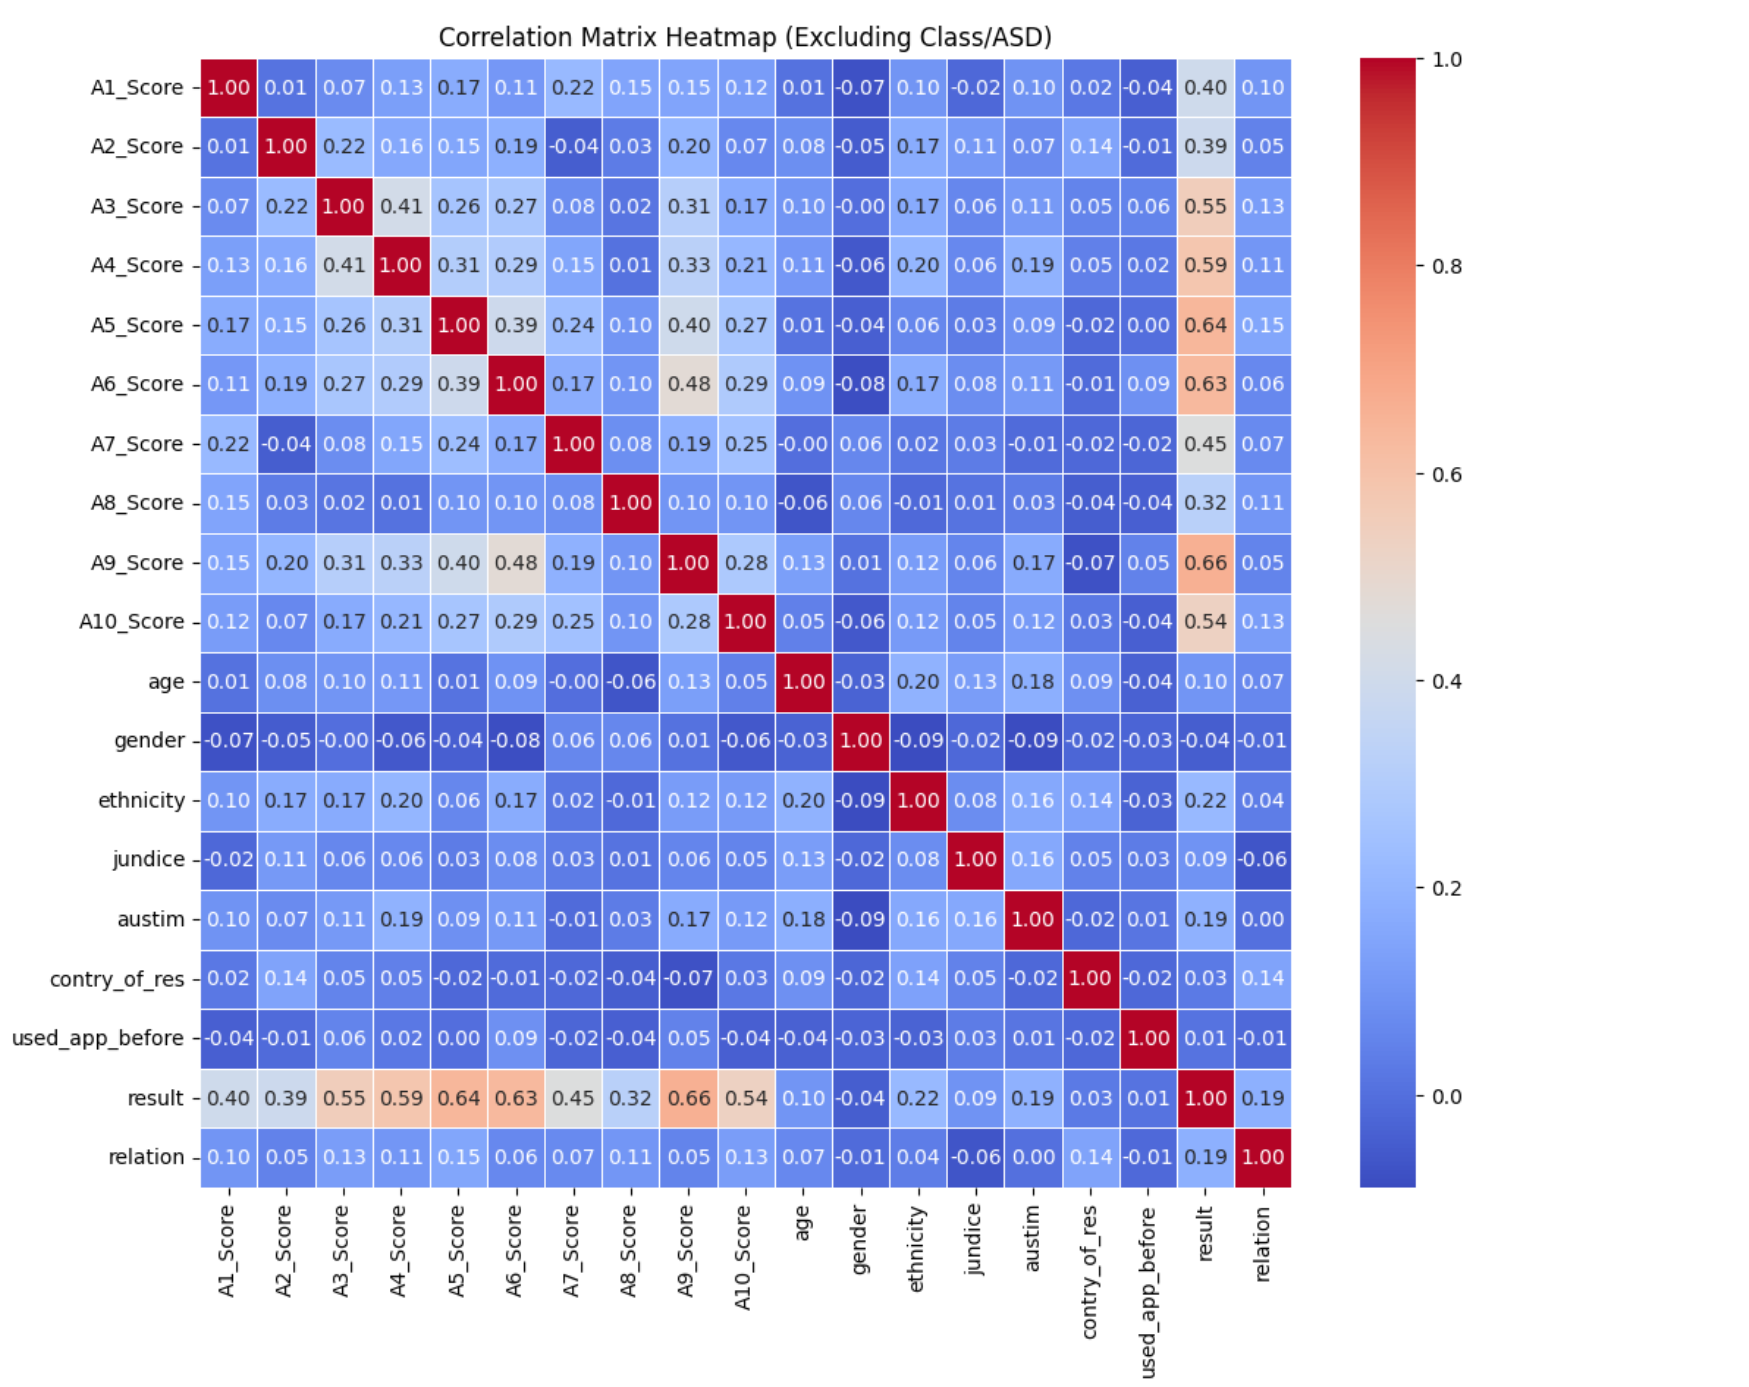 Correlation Matrix Heatmap (Excluding Class/ASD)
A1_Score 1.00 0.01 0.07 0.13 0.17 0.11 0.22 0.15 0.15 0.12 0.01 -0.07 0.10 -0.02 0.10 0.02 -0.04 0.40 0.10
A2_Score 0.01 1.00 0.22 0.16 0.15 0.19 -0.04 0.03 0.20 0.07 0.08 -0.05 0.17 0.11 0.07 0.14 -0.01 0.39 0.05
A3_Score 0.07 0.22 1.00 0.41 0.26 0.27 0.08 0.02 0.31 0.17 0.10 -0.00 0.17 0.06 0.11 0.05 0.06 0.55 0.13
A4_Score 0.13 0.16 0.41 1.00 0.31 0.29 0.15 0.01 0.33 0.21 0.11 -0.06 0.20 0.06 0.19 0.05 0.02 0.59 0.11
A5_Score 0.17 0.15 0.26 0.31 1.00 0.39 0.24 0.10 0.40 0.27 0.01 -0.04 0.06 0.03 0.09 -0.02 0.00 0.64 0.15
A6_Score 0.11 0.19 0.27 0.29 0.39 1.00 0.17 0.10 0.48 0.29 0.09 -0.08 0.17 0.08 0.11 -0.01 0.09 0.63 0.06
A7_Score 0.22 -0.04 0.08 0.15 0.24 0.17 1.00 0.08 0.19 0.25 -0.00 0.06 0.02 0.03 -0.01 -0.02 -0.02 0.45 0.07
A8_Score 0.15 0.03 0.02 0.01 0.10 0.10 0.08 1.00 0.10 0.10 -0.06 0.06 -0.01 0.01 0.03 -0.04 -0.04 0.32 0.11
A9_Score 0.15 0.20 0.31 0.33 0.40 0.48 0.19 0.10 1.00 0.28 0.13 0.01 0.12 0.06 0.17 -0.07 0.05 0.66 0.05
A10_Score 0.12 0.07 0.17 0.21 0.27 0.29 0.25 0.10 0.28 1.00 0.05 -0.06 0.12 0.05 0.12 0.03 -0.04 0.54 0.13
age 0.01 0.08 0.10 0.11 0.01 0.09 -0.00 -0.06 0.13 0.05 1.00 -0.03 0.20 0.13 0.18 0.09 -0.04 0.10 0.07
gender -0.07 -0.05 -0.00 -0.06 -0.04 -0.08 0.06 0.06 0.01 -0.06 -0.03 1.00 -0.09 -0.02 -0.09 -0.02 -0.03 -0.04 -0.01
ethnicity 0.10 0.17 0.17 0.20 0.06 0.17 0.02 -0.01 0.12 0.12 0.20 -0.09 1.00 0.08 0.16 0.14 -0.03 0.22 0.04
jundice -0.02 0.11 0.06 0.06 0.03 0.08 0.03 0.01 0.06 0.05 0.13 -0.02 0.08 1.00 0.16 0.05 0.03 0.09 -0.06
austim 0.10 0.07 0.11 0.19 0.09 0.11 -0.01 0.03 0.17 0.12 0.18 -0.09 0.16 0.16 1.00 -0.02 0.01 0.19 0.00
contry_of_res 0.02 0.14 0.05 0.05 -0.02 -0.01 -0.02 -0.04 -0.07 0.03 0.09 -0.02 0.14 0.05 -0.02 1.00 -0.02 0.03 0.14
used_app_before -0.04 -0.01 0.06 0.02 0.00 0.09 -0.02 -0.04 0.05 -0.04 -0.04 -0.03 -0.03 0.03 0.01 -0.02 1.00 0.01 -0.01
result 0.40 0.39 0.55 0.59 0.64 0.63 0.45 0.32 0.66 0.54 0.10 -0.04 0.22 0.09 0.19 0.03 0.01 1.00 0.19
relation 0.10 0.05 0.13 0.11 0.15 0.06 0.07 0.11 0.05 0.13 0.07 -0.01 0.04 -0.06 0.00 0.14 -0.01 0.19 1.00
A1_Score A2_Score A3_Score A4_Score A5_Score A6_Score A7_Score A8_Score A9_Score A10_Score age gender ethnicity jundice austim contry_of_res used_app_before result relation
1.0
0.8
0.6
0.4
0.2
0.0